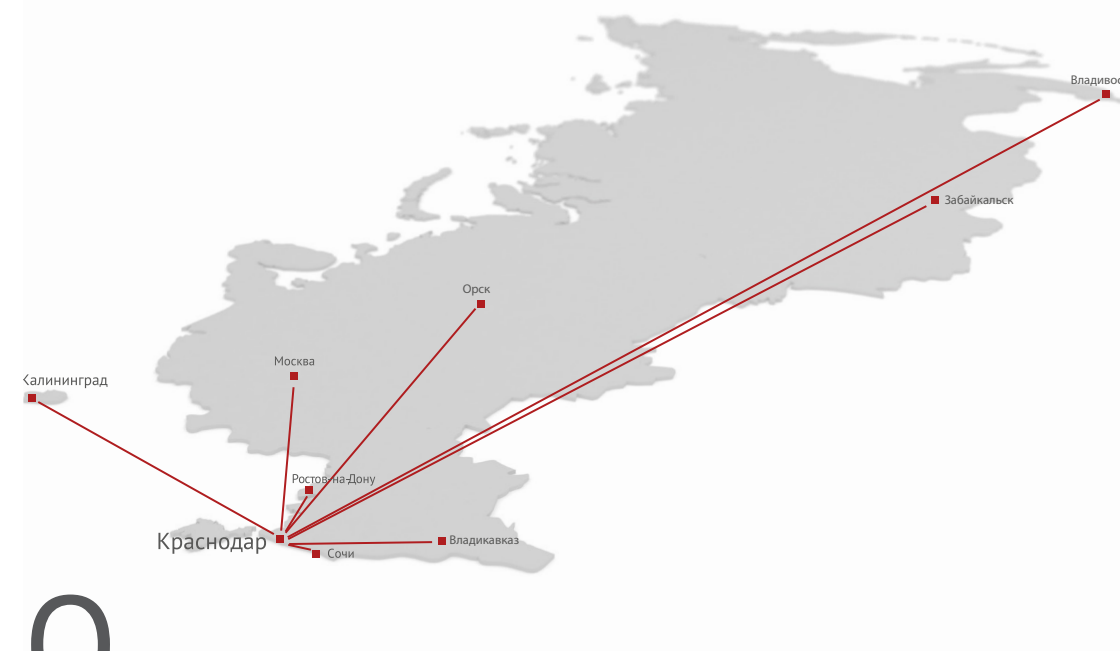 Владивос
Забайкальск
Орск
Москва
Калининград
Ростов-на-Дону
Краснодар
Владикавказ
Сочи